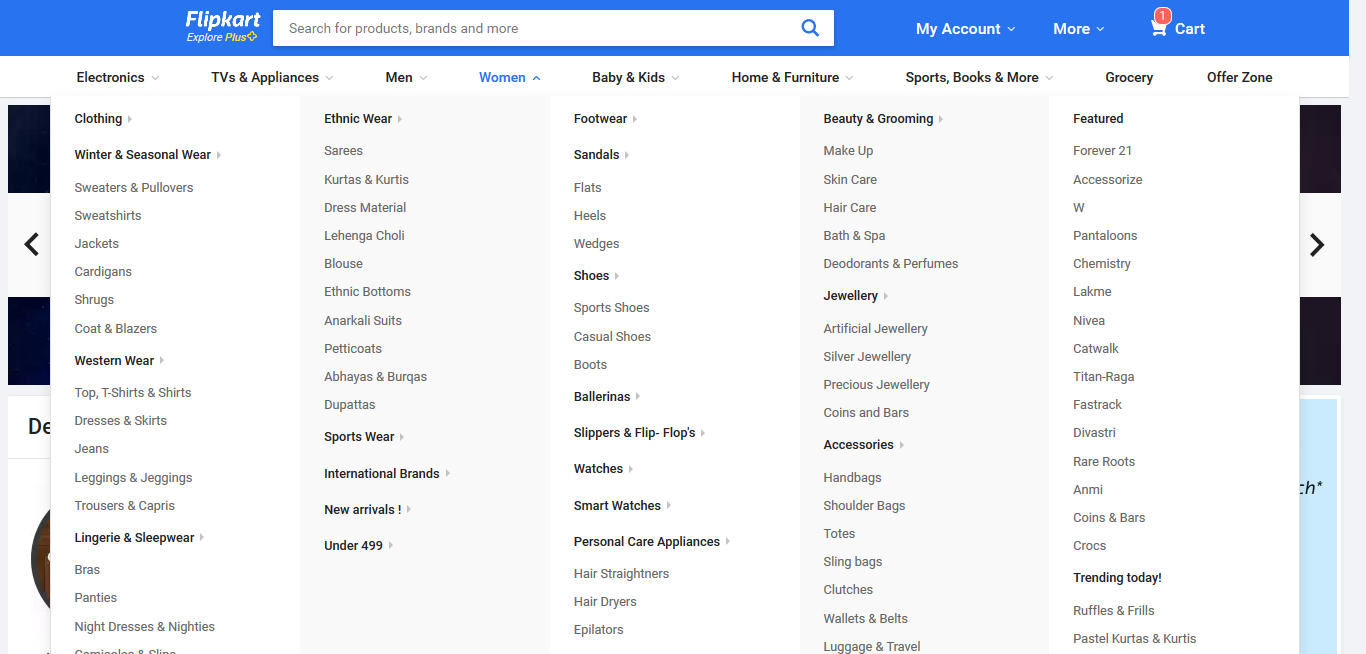 Flipkart
Explore Plus
Search for products, brands and more
My Account
More
1
Cart
Electronics
TVs & Appliances
Men
Women
Baby & Kids
Home & Furniture
Sports, Books & More
Grocery
Offer Zone
Clothing
Winter & Seasonal Wear
Sweaters & Pullovers
Sweatshirts
Jackets
Cardigans
Shrugs
Coat & Blazers
Western Wear
Top, T-Shirts & Shirts
Dresses & Skirts
Jeans
Leggings & Jeggings
Trousers & Capris
Lingerie & Sleepwear
Bras
Panties
Night Dresses & Nighties
Ethnic Wear
Sarees
Kurtas & Kurtis
Dress Material
Lehenga Choli
Blouse
Ethnic Bottoms
Anarkali Suits
Petticoats
Abhayas & Burqas
Dupattas
Sports Wear
International Brands
New arrivals !
Under 499
Footwear
Sandals
Flats
Heels
Wedges
Shoes
Sports Shoes
Casual Shoes
Boots
Ballerinas
Slippers & Flip- Flop's
Watches
Smart Watches
Personal Care Appliances
Hair Straightners
Hair Dryers
Epilators
Beauty & Grooming
Make Up
Skin Care
Hair Care
Bath & Spa
Deodorants & Perfumes
Jewellery
Artificial Jewellery
Silver Jewellery
Precious Jewellery
Coins and Bars
Accessories
Handbags
Shoulder Bags
Totes
Sling bags
Clutches
Wallets & Belts
Luggage & Travel
Featured
Forever 21
Accessorize
W
Pantaloons
Chemistry
Lakme
Nivea
Catwalk
Titan-Raga
Fastrack
Divastri
Rare Roots
Anmi
Coins & Bars
Crocs
Trending today!
Ruffles & Frills
Pastel Kurtas & Kurtis
De
ch*